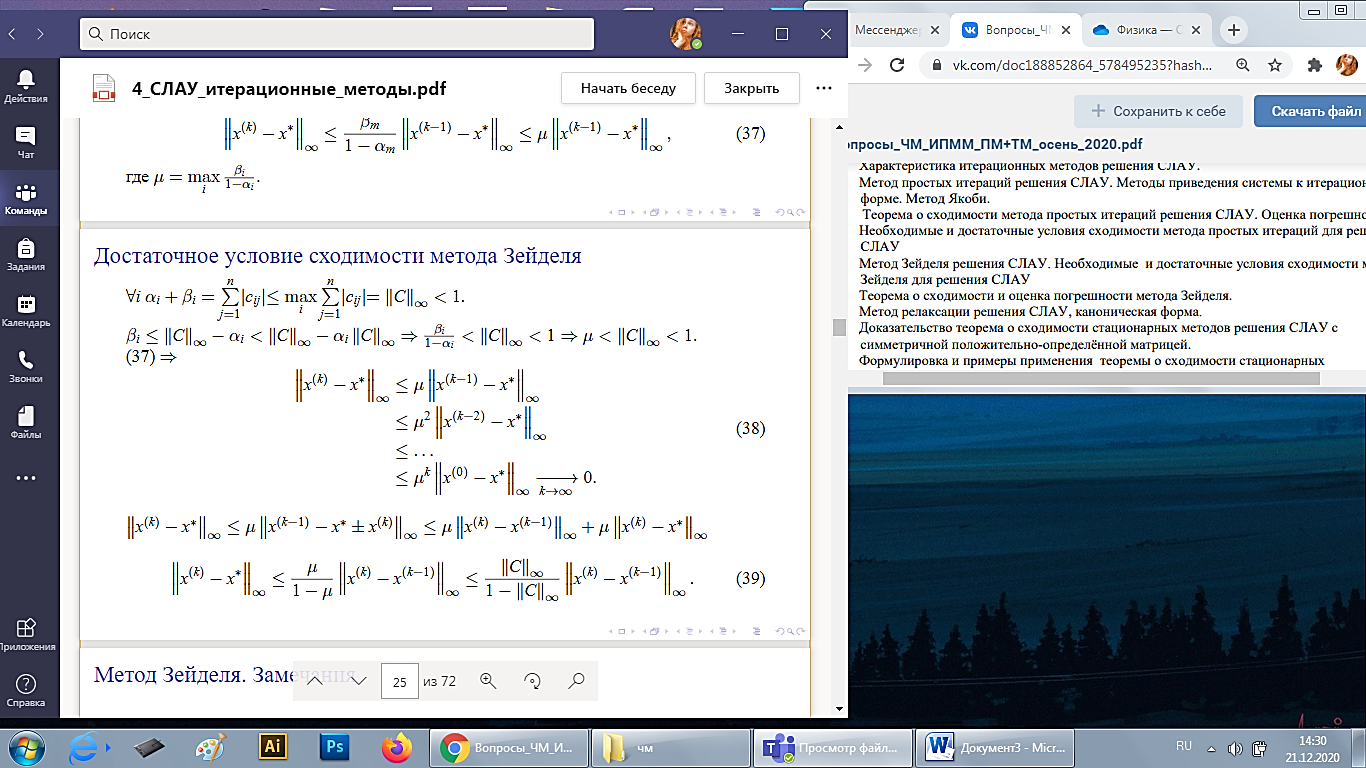 Поиск
Мессендже
Вопросы_ЧМ
Физика — С
vk.com/doc188852864_578495235?hash...
Действия
Чат
Команды
Задания
Календарь
Звонки
Файлы
Приложения
Справка
4_СЛАУ_итерационные_методы.pdf
Начать беседу
Закрыть
‖x^(k) − x*‖_∞ ≤ β_m/(1 − α_m) ‖x^(k−1) − x*‖_∞ ≤ μ ‖x^(k−1) − x*‖_∞ , (37)
где μ = max_i β_i/(1−α_i).
Достаточное условие сходимости метода Зейделя
∀i α_i + β_i = ∑_{j=1}^{n} |c_ij| ≤ max_i ∑_{j=1}^{n} |c_ij| = ‖C‖_∞ < 1.
β_i ≤ ‖C‖_∞ − α_i < ‖C‖_∞ − α_i ‖C‖_∞ ⇒ β_i/(1−α_i) < ‖C‖_∞ < 1 ⇒ μ < ‖C‖_∞ < 1.
(37) ⇒
‖x^(k) − x*‖_∞ ≤ μ ‖x^(k−1) − x*‖_∞
≤ μ² ‖x^(k−2) − x*‖_∞
(38)
≤ …
≤ μ^k ‖x^(0) − x*‖_∞ ⟶_{k→∞} 0.
‖x^(k) − x*‖_∞ ≤ μ ‖x^(k−1) − x* ± x^(k)‖_∞ ≤ μ ‖x^(k) − x^(k−1)‖_∞ + μ ‖x^(k) − x*‖_∞
‖x^(k) − x*‖_∞ ≤ μ/(1 − μ) ‖x^(k) − x^(k−1)‖_∞ ≤ ‖C‖_∞/(1 − ‖C‖_∞) ‖x^(k) − x^(k−1)‖_∞ . (39)
Метод Зейделя. Замечания
25 из 72
Сохранить к себе
Скачать файл
опросы_ЧМ_ИПММ_ПМ+ТМ_осень_2020.pdf
Характеристика итерационных методов решения СЛАУ.
Метод простых итераций решения СЛАУ. Методы приведения системы к итерацион
форме. Метод Якоби.
Теорема о сходимости метода простых итераций решения СЛАУ. Оценка погрешно
Необходимые и достаточные условия сходимости метода простых итераций для реш
СЛАУ
Метод Зейделя решения СЛАУ. Необходимые и достаточные условия сходимости м
Зейделя для решения СЛАУ
Теорема о сходимости и оценка погрешности метода Зейделя.
Метод релаксации решения СЛАУ, каноническая форма.
Доказательство теорема о сходимости стационарных методов решения СЛАУ с
симметричной положительно-определённой матрицей.
Формулировка и примеры применения теоремы о сходимости стационарных
Ai
Ps
Вопросы_ЧМ_И...
чм
Просмотр файл...
Документ3 - Micr...
RU
14:30
21.12.2020